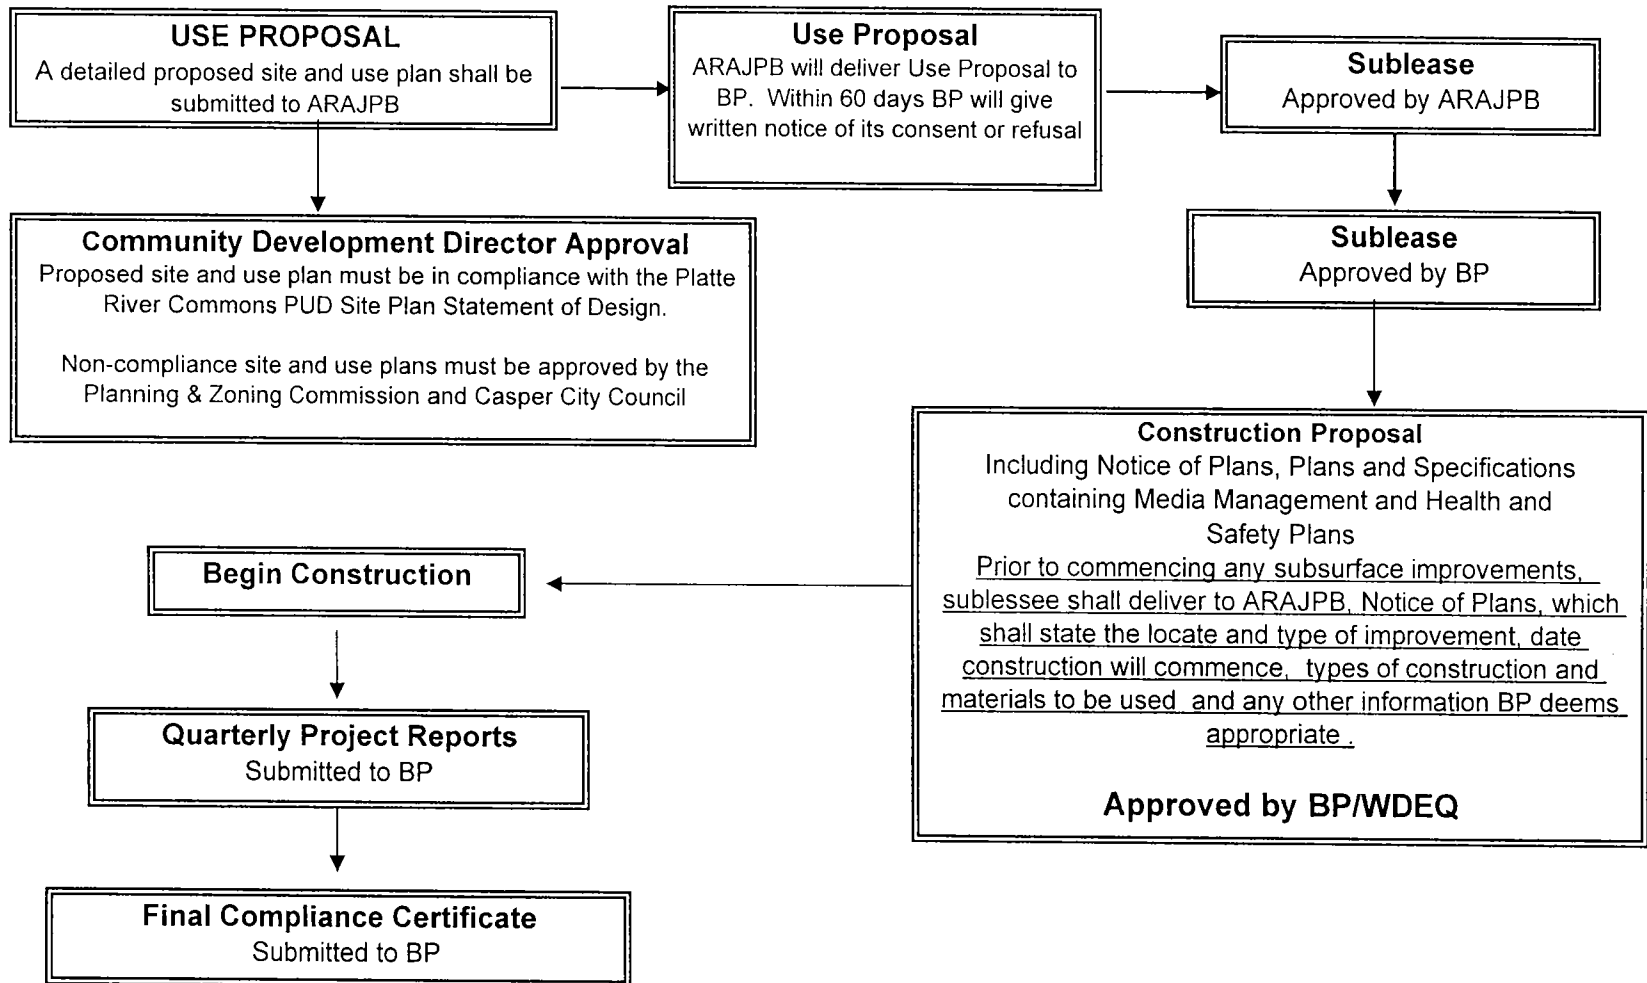 USE PROPOSAL
A detailed proposed site and use plan shall be
submitted to ARAJPB
Use Proposal
ARAJPB will deliver Use Proposal to
BP. Within 60 days BP will give
written notice of its consent or refusal
Sublease
Approved by ARAJPB
Sublease
Approved by BP
Community Development Director Approval
Proposed site and use plan must be in compliance with the Platte
River Commons PUD Site Plan Statement of Design.
Non-compliance site and use plans must be approved by the
Planning & Zoning Commission and Casper City Council
Construction Proposal
Including Notice of Plans, Plans and Specifications
containing Media Management and Health and
Safety Plans
Prior to commencing any subsurface improvements,
sublessee shall deliver to ARAJPB, Notice of Plans, which
shall state the locate and type of improvement, date
construction will commence, types of construction and
materials to be used and any other information BP deems
appropriate .
Approved by BP/WDEQ
Begin Construction
Quarterly Project Reports
Submitted to BP
Final Compliance Certificate
Submitted to BP